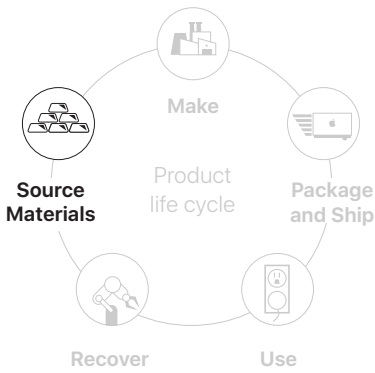 Make
Source
Materials
Product
life cycle
Package
and Ship
Recover
Use